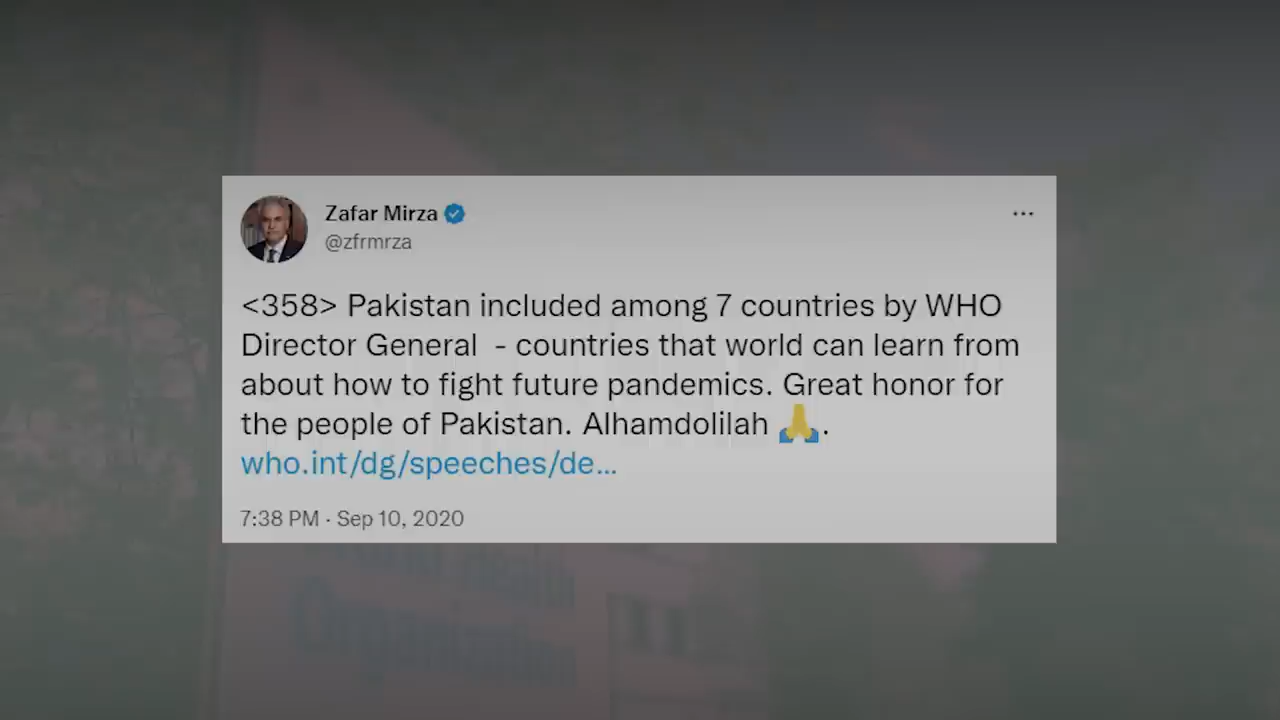 Zafar Mirza
@zfrmrza
<358> Pakistan included among 7 countries by WHO
Director General - countries that world can learn from
about how to fight future pandemics. Great honor for
the people of Pakistan. Alhamdolilah 🙏.
who.int/dg/speeches/de...
7:38 PM · Sep 10, 2020